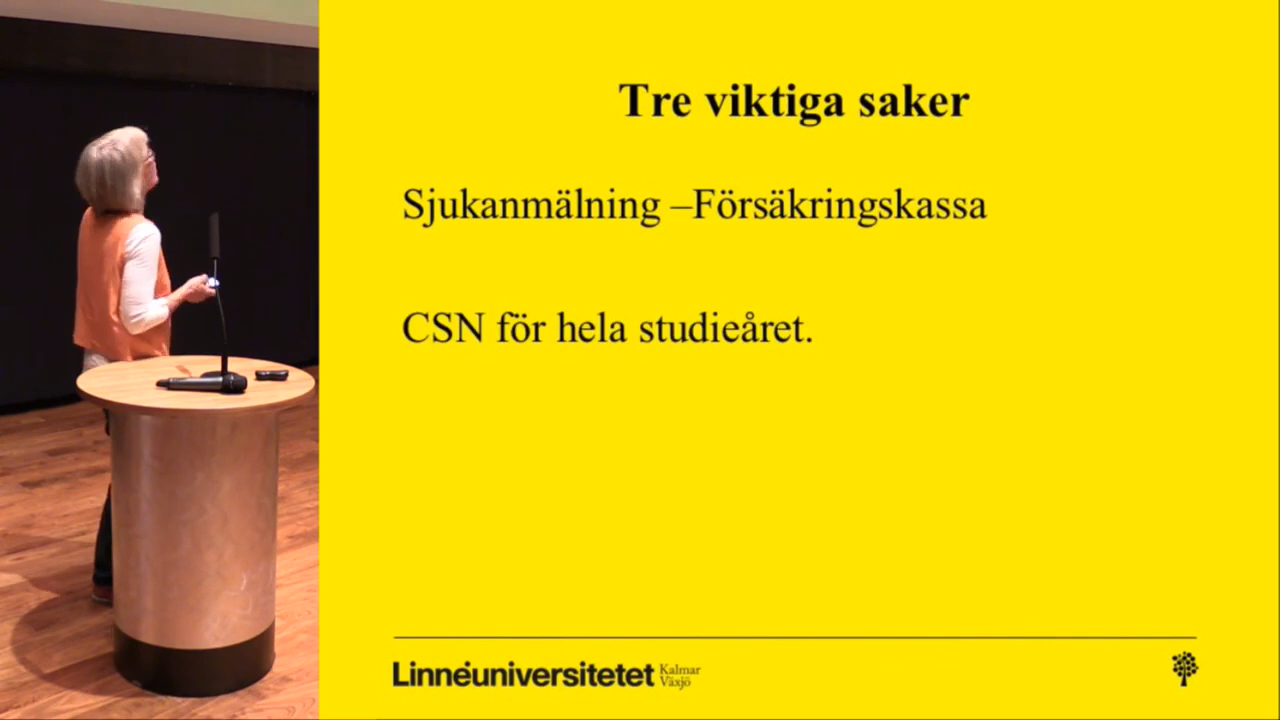 Tre viktiga saker
Sjukanmälning –Försäkringskassa
CSN för hela studieåret.
Linnéuniversitetet
Kalmar
Växjö